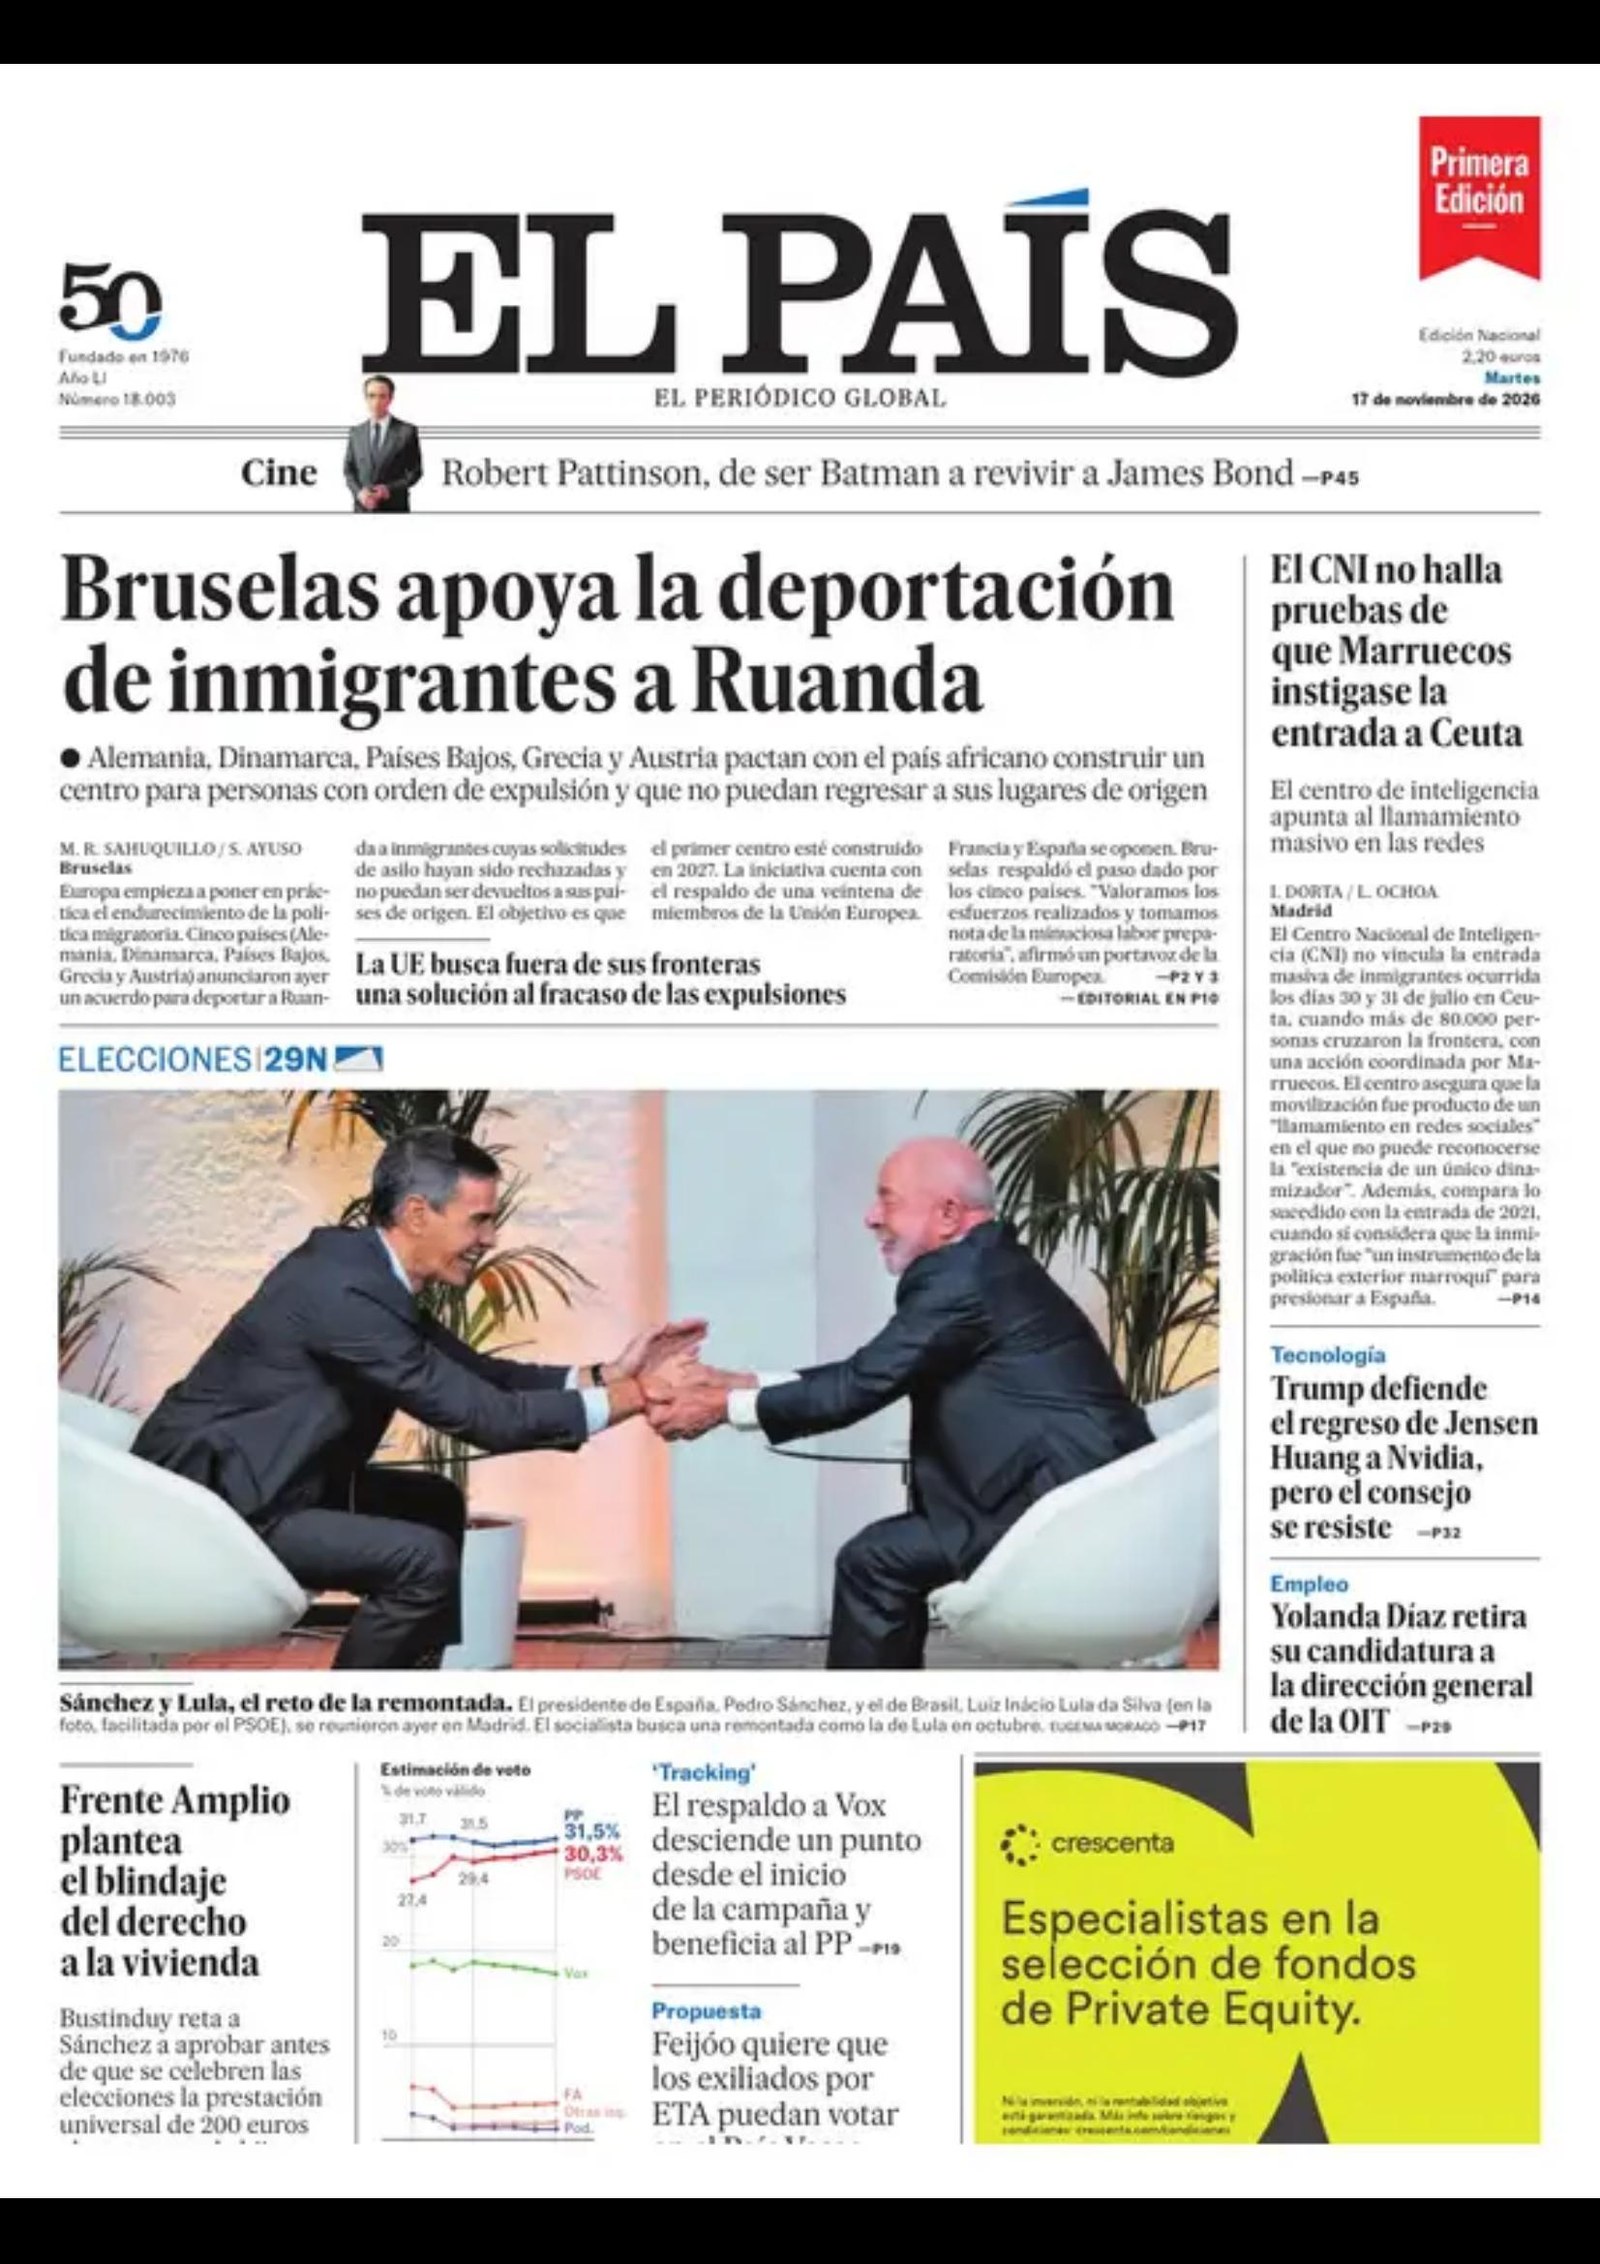 Primera
Edición
EL PAÍS
50
Fundado en 1976
Año LI
Número 18.003
EL PERIÓDICO GLOBAL
Edición Nacional
2,20 euros
Martes
17 de noviembre de 2026
Cine Robert Pattinson, de ser Batman a revivir a James Bond —P45
Bruselas apoya la deportación
de inmigrantes a Ruanda
● Alemania, Dinamarca, Países Bajos, Grecia y Austria pactan con el país africano construir un
centro para personas con orden de expulsión y que no puedan regresar a sus lugares de origen
M. R. SAHUQUILLO / S. AYUSO
Bruselas
Europa empieza a poner en prác-
tica el endurecimiento de la polí-
tica migratoria. Cinco países (Ale-
mania, Dinamarca, Países Bajos,
Grecia y Austria) anunciaron ayer
un acuerdo para deportar a Ruan-
da a inmigrantes cuyas solicitudes
de asilo hayan sido rechazadas y
no puedan ser devueltos a sus paí-
ses de origen. El objetivo es que
el primer centro esté construido
en 2027. La iniciativa cuenta con
el respaldo de una veintena de
miembros de la Unión Europea.
Francia y España se oponen. Bru-
selas respaldó el paso dado por
los cinco países. "Valoramos los
esfuerzos realizados y tomamos
nota de la minuciosa labor prepa-
ratoria", afirmó un portavoz de la
Comisión Europea. —P2 Y 3
—EDITORIAL EN P10
La UE busca fuera de sus fronteras
una solución al fracaso de las expulsiones
ELECCIONES|29N
Sánchez y Lula, el reto de la remontada. El presidente de España, Pedro Sánchez, y el de Brasil, Luiz Inácio Lula da Silva (en la
foto, facilitada por el PSOE), se reunieron ayer en Madrid. El socialista busca una remontada como la de Lula en octubre. EUGENIA MORAGO —P17
El CNI no halla
pruebas de
que Marruecos
instigase la
entrada a Ceuta
El centro de inteligencia
apunta al llamamiento
masivo en las redes
I. DORTA / L. OCHOA
Madrid
El Centro Nacional de Inteligen-
cia (CNI) no vincula la entrada
masiva de inmigrantes ocurrida
los días 30 y 31 de julio en Ceu-
ta, cuando más de 80.000 per-
sonas cruzaron la frontera, con
una acción coordinada por Ma-
rruecos. El centro asegura que la
movilización fue producto de un
"llamamiento en redes sociales"
en el que no puede reconocerse
la "existencia de un único dina-
mizador". Además, compara lo
sucedido con la entrada de 2021,
cuando sí considera que la inmi-
gración fue "un instrumento de la
política exterior marroquí" para
presionar a España. —P14
Tecnología
Trump defiende
el regreso de Jensen
Huang a Nvidia,
pero el consejo
se resiste —P32
Empleo
Yolanda Díaz retira
su candidatura a
la dirección general
de la OIT —P29
Frente Amplio
plantea
el blindaje
del derecho
a la vivienda
Bustinduy reta a
Sánchez a aprobar antes
de que se celebren las
elecciones la prestación
universal de 200 euros
Estimación de voto
% de voto válido
31,7
31,5
PP
31,5%
30%
30,3%
PSOE
29,4
27,4
20
Vox
10
FA
Otras izq.
Pod.
'Tracking'
El respaldo a Vox
desciende un punto
desde el inicio
de la campaña y
beneficia al PP —P19
Propuesta
Feijóo quiere que
los exiliados por
ETA puedan votar
en el País Vasco
crescenta
Especialistas en la
selección de fondos
de Private Equity.
Ni la inversión, ni la rentabilidad objetivo
está garantizada. Más info sobre riesgos y
condiciones: crescenta.com/condiciones